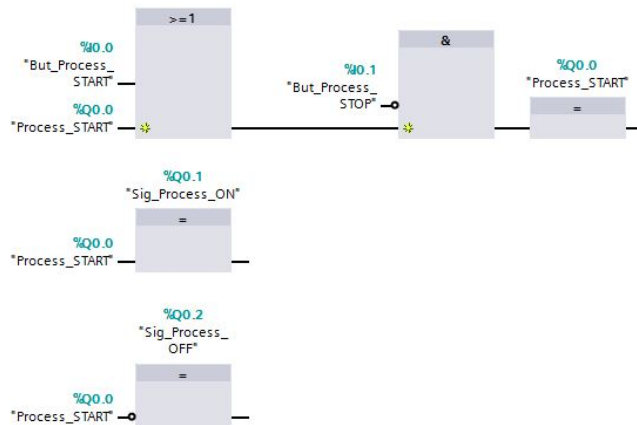 >=1
%I0.0
"But_Process_
START"
%Q0.0
"Process_START"
&
%I0.1
"But_Process_
STOP"
%Q0.0
"Process_START"
=
%Q0.1
"Sig_Process_ON"
=
%Q0.0
"Process_START"
%Q0.2
"Sig_Process_
OFF"
=
%Q0.0
"Process_START"